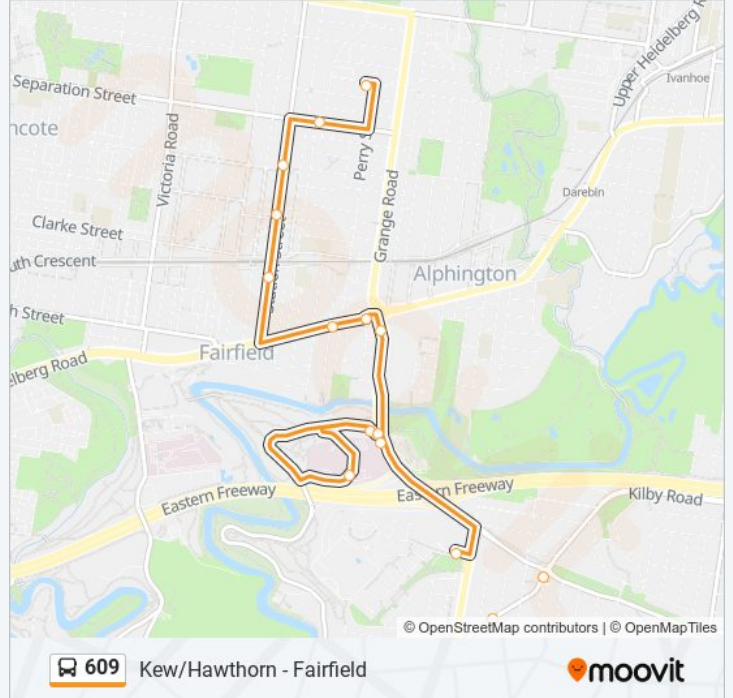 Separation Street
Upper Heidelberg R
Ivanhoe
ncote
Victoria Road
Perry S
Darebin
Grange Road
Clarke Street
uth Crescent
Alphington
h Street
Fairfield
elberg Road
Eastern Freeway
Eastern Freeway
Kilby Road
© OpenStreetMap contributors | © OpenMapTiles
609 Kew/Hawthorn - Fairfield
moovit